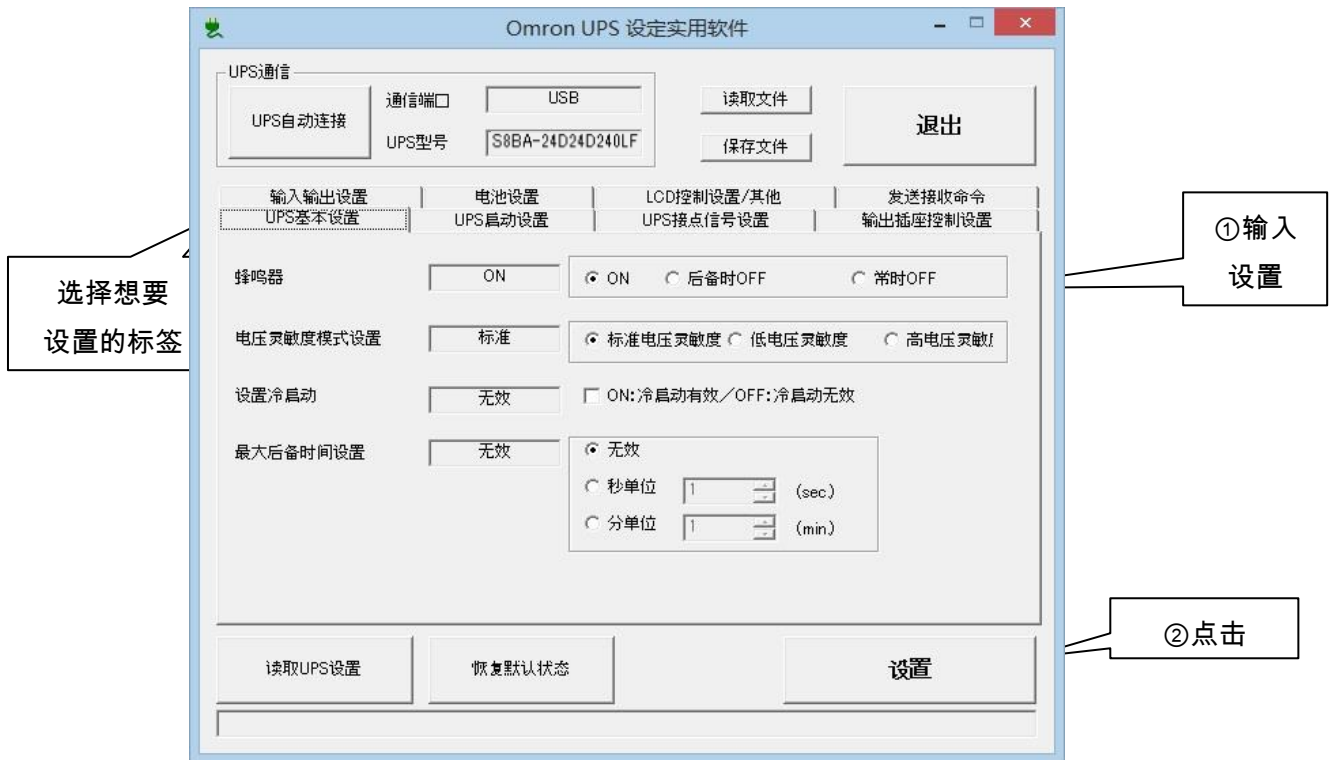 Omron UPS 设定实用软件
UPS通信
UPS自动连接
通信端口
USB
UPS型号
S8BA-24D24D240LF
读取文件
保存文件
退出
输入输出设置
电池设置
LCD控制设置/其他
发送接收命令
UPS基本设置
UPS启动设置
UPS接点信号设置
输出插座控制设置
①输入
设置
选择想要
设置的标签
蜂鸣器
ON
ON
后备时OFF
常时OFF
电压灵敏度模式设置
标准
标准电压灵敏度
低电压灵敏度
高电压灵敏
设置冷启动
无效
ON:冷启动有效／OFF:冷启动无效
最大后备时间设置
无效
无效
秒单位
1
(sec.)
分单位
1
(min.)
读取UPS设置
恢复默认状态
设置
②点击